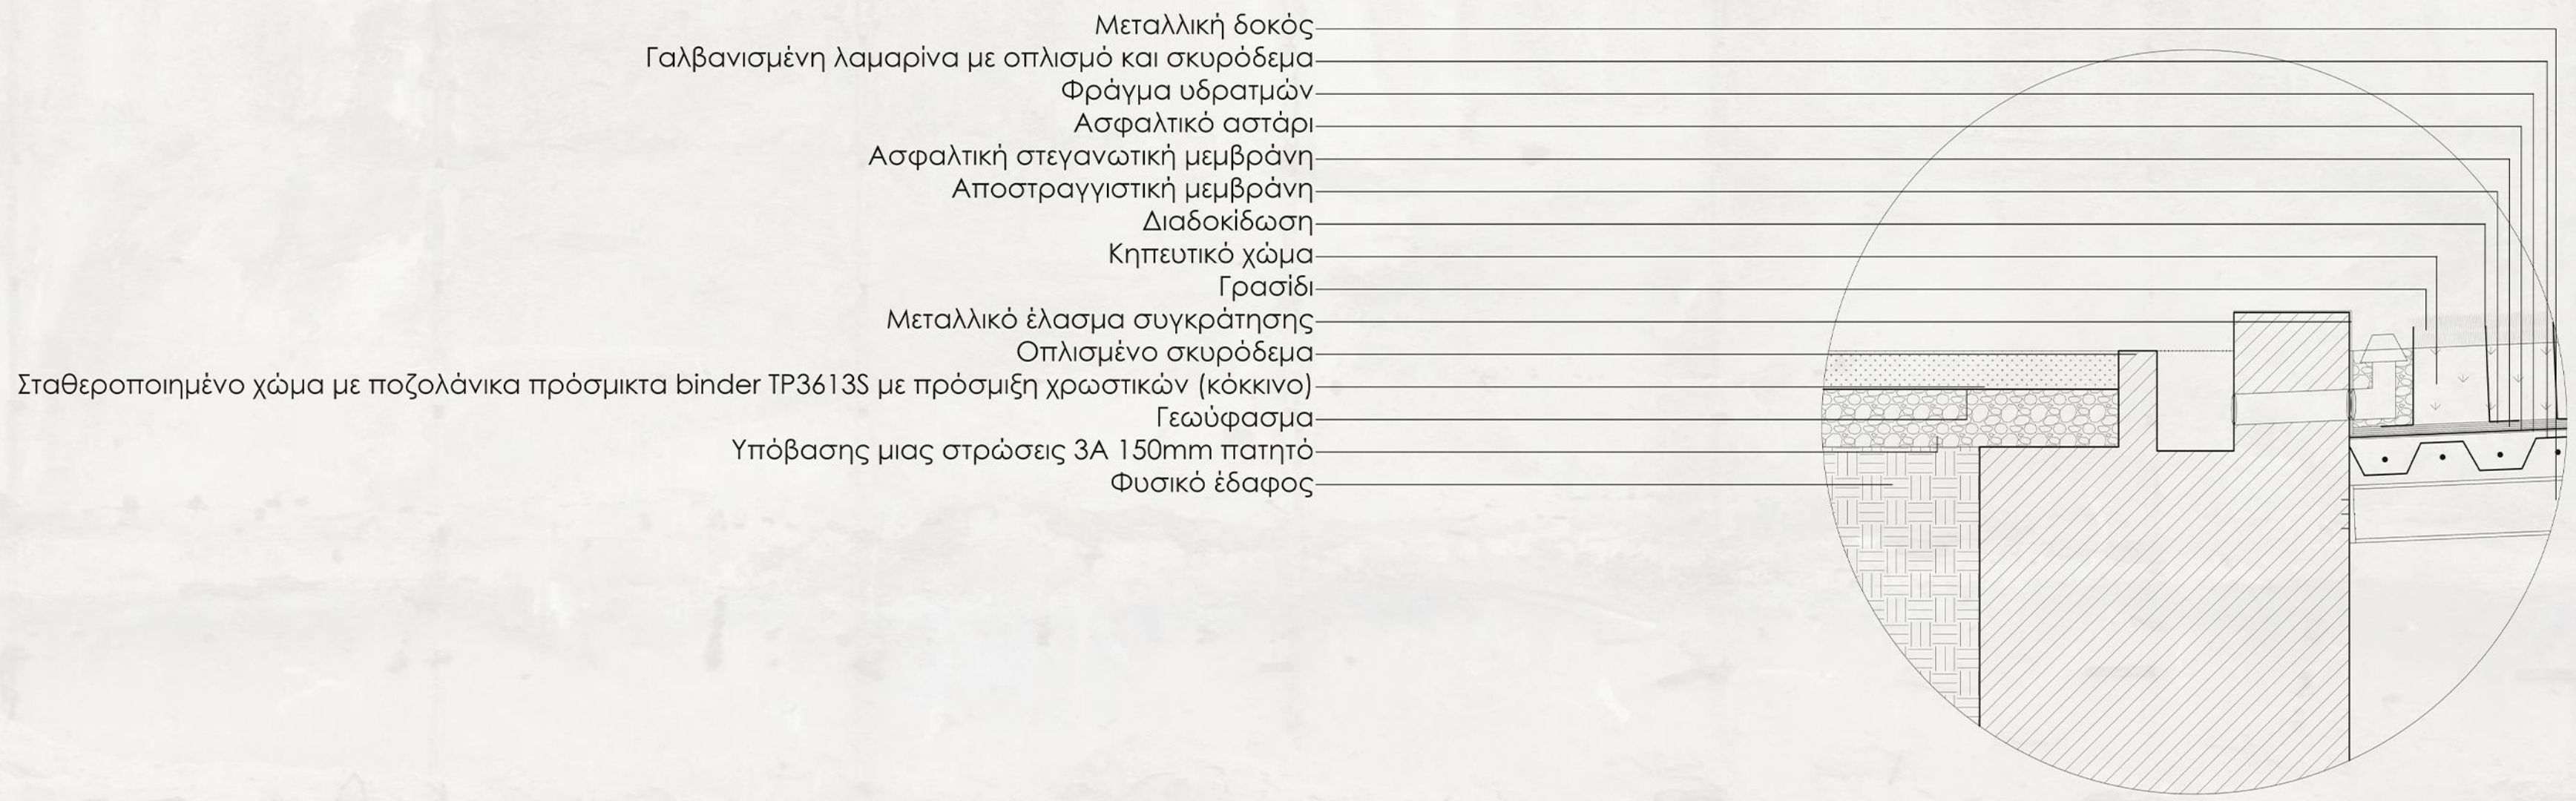 Μεταλλική δοκός
Γαλβανισμένη λαμαρίνα με οπλισμό και σκυρόδεμα
Φράγμα υδρατμών
Ασφαλτικό αστάρι
Ασφαλτική στεγανωτική μεμβράνη
Αποστραγγιστική μεμβράνη
Διαδοκίδωση
Κηπευτικό χώμα
Γρασίδι
Μεταλλικό έλασμα συγκράτησης
Οπλισμένο σκυρόδεμα
Σταθεροποιημένο χώμα με ποζολάνικα πρόσμικτα binder TP3613S με πρόσμιξη χρωστικών (κόκκινο)
Γεωύφασμα
Υπόβασης μιας στρώσεις 3Α 150mm πατητό
Φυσικό έδαφος